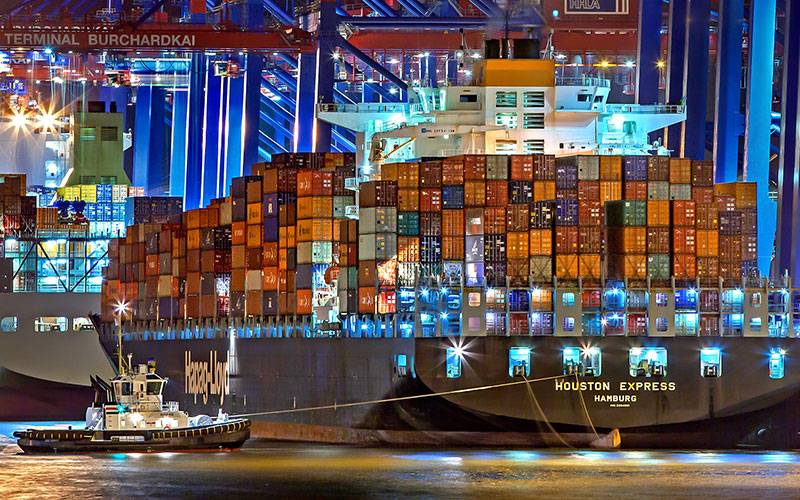 HHLA
TERMINAL BURCHARDKAI
Hapag-Lloyd
HOUSTON EXPRESS
HAMBURG